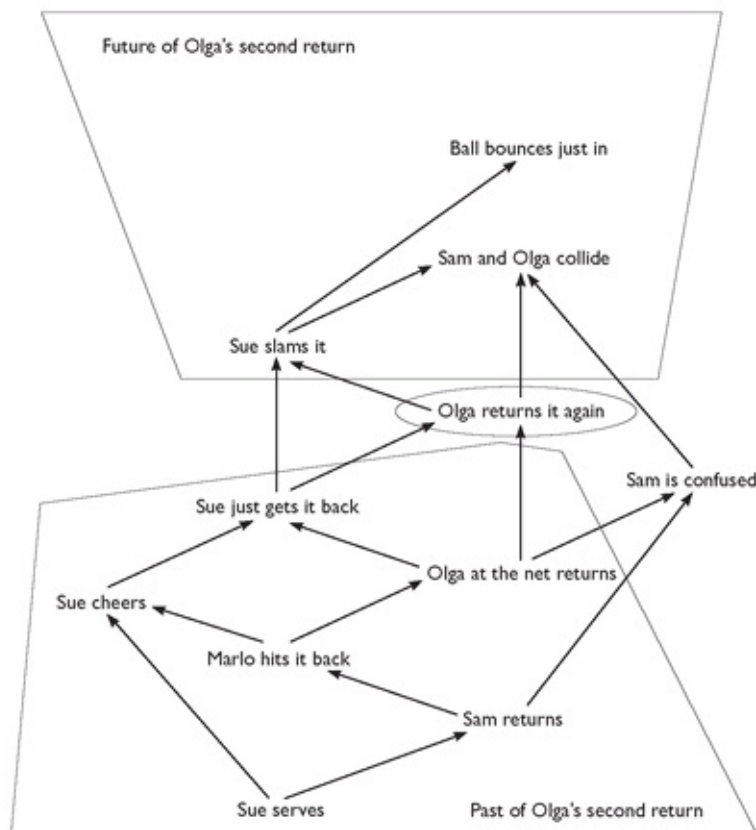 Future of Olga's second return
Ball bounces just in
Sam and Olga collide
Sue slams it
Olga returns it again
Sam is confused
Sue just gets it back
Olga at the net returns
Sue cheers
Marlo hits it back
Sam returns
Sue serves
Past of Olga's second return